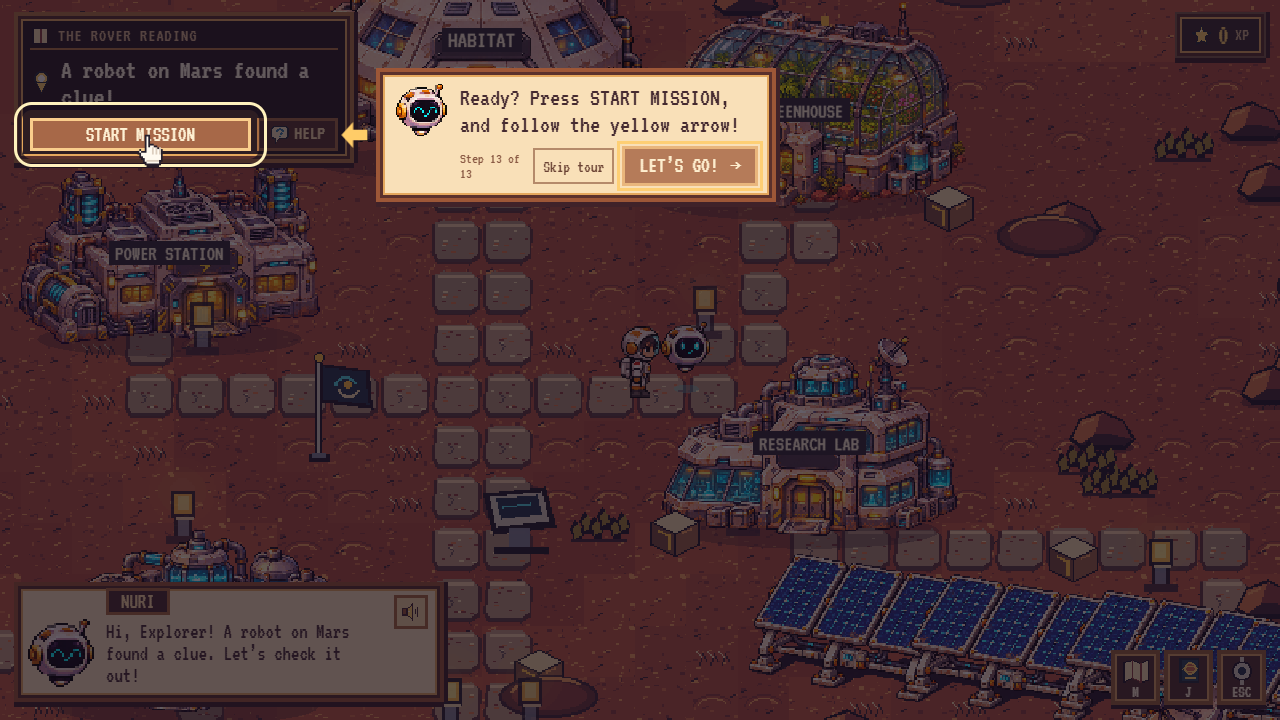 THE ROVER READING
A robot on Mars found a
clue!
START MISSION
HELP
HABITAT
0 XP
Ready? Press START MISSION,
and follow the yellow arrow!
Step 13 of
13
Skip tour
LET'S GO! →
EENHOUSE
POWER STATION
RESEARCH LAB
NURI
Hi, Explorer! A robot on Mars
found a clue. Let's check it
out!
M
J
ESC